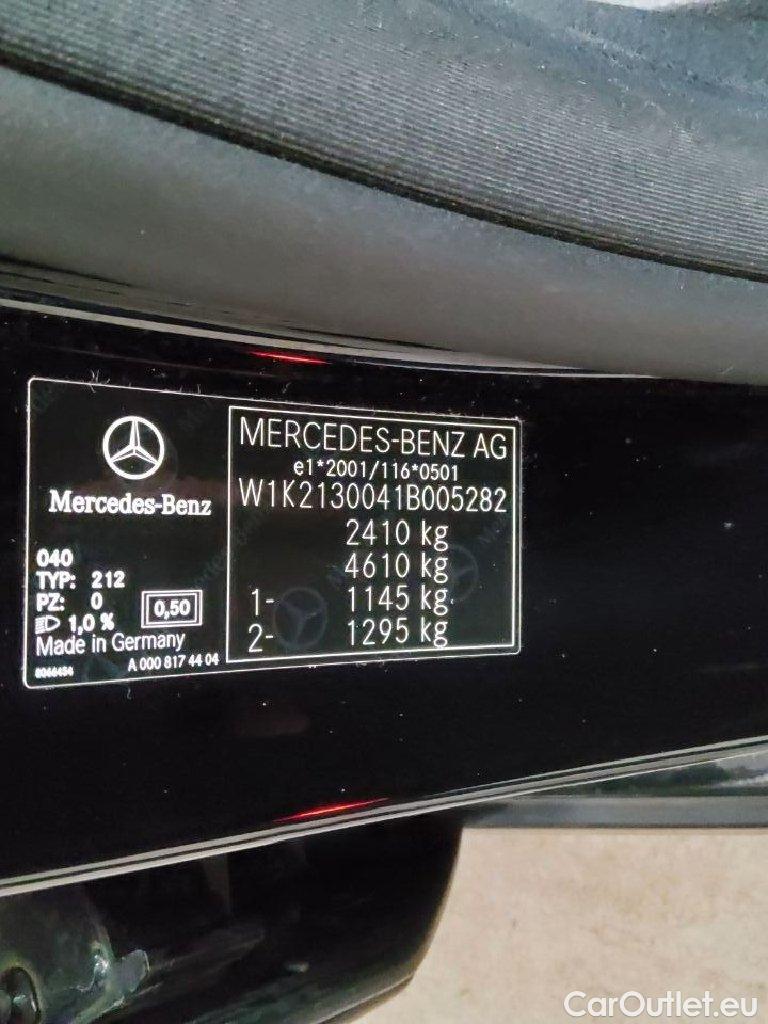 Mercedes-Benz
040
TYP: 212
PZ: 0
1,0 %
0,50
Made in Germany
8066456
A 000 817 44 04
MERCEDES-BENZ AG
e1*2001/116*0501
W1K2130041B005282
2410 kg
4610 kg
1- 1145 kg
2- 1295 kg
CarOutlet.eu